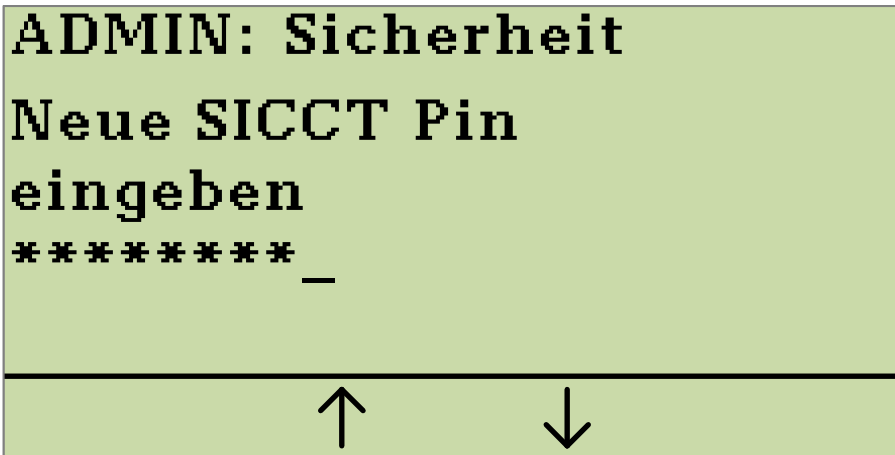 ADMIN: Sicherheit
Neue SICCT Pin
eingeben
********_
↑ ↓